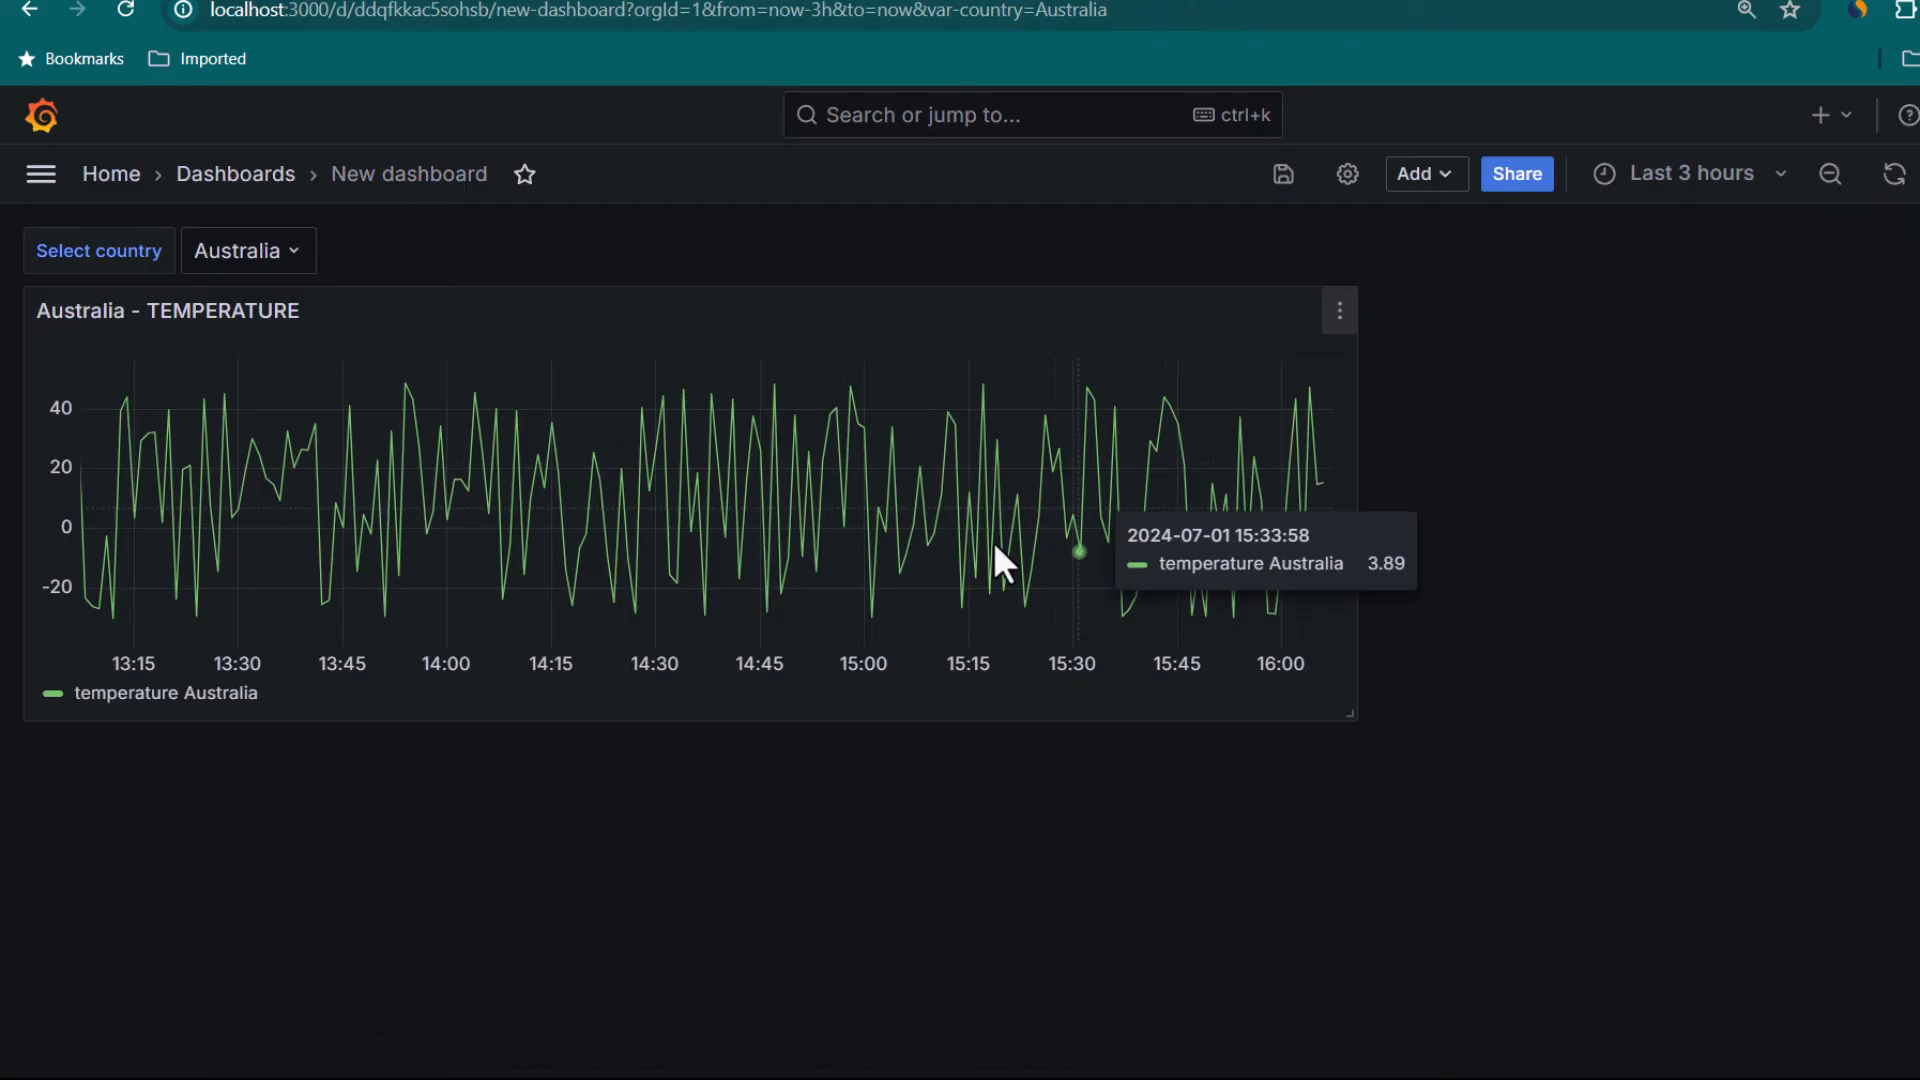 localhost:3000/d/ddqfkkac5sohsb/new-dashboard?orgId=1&from=now-3h&to=now&var-country=Australia
Bookmarks Imported
Search or jump to... ctrl+k
Home › Dashboards › New dashboard Add Share Last 3 hours
Select country Australia
Australia - TEMPERATURE
40
20
0
-20
2024-07-01 15:33:58
temperature Australia 3.89
13:15 13:30 13:45 14:00 14:15 14:30 14:45 15:00 15:15 15:30 15:45 16:00
temperature Australia